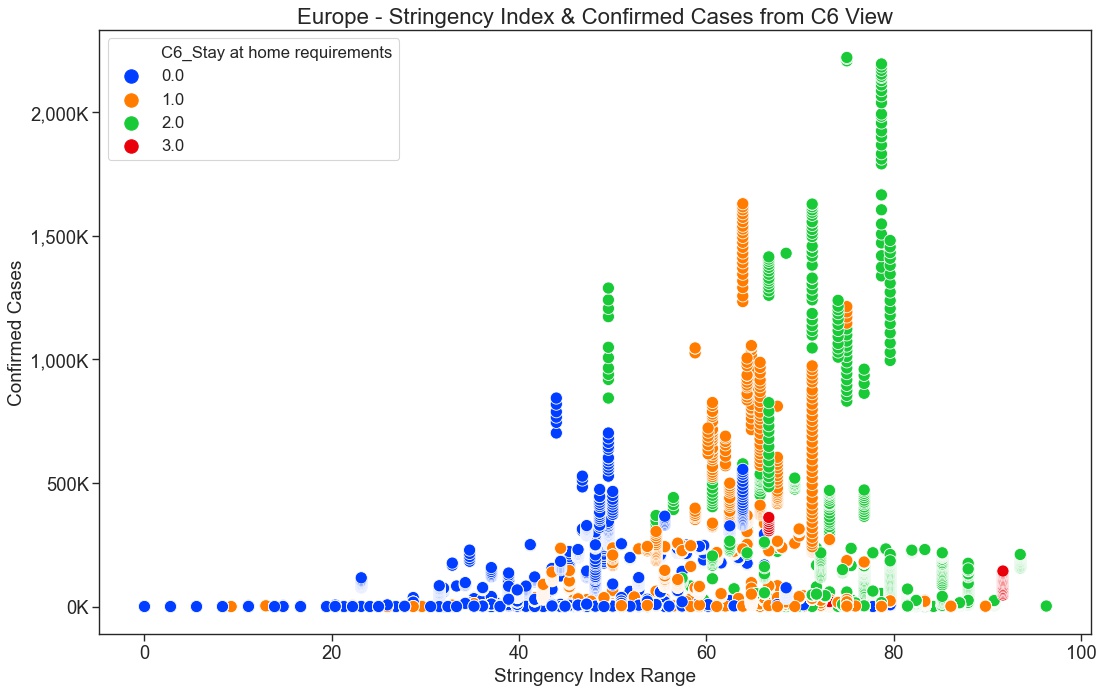 Europe - Stringency Index & Confirmed Cases from C6 View
C6_Stay at home requirements
0.0
1.0
2.0
3.0
Confirmed Cases
2,000K
1,500K
1,000K
500K
0K
0 20 40 60 80 100
Stringency Index Range